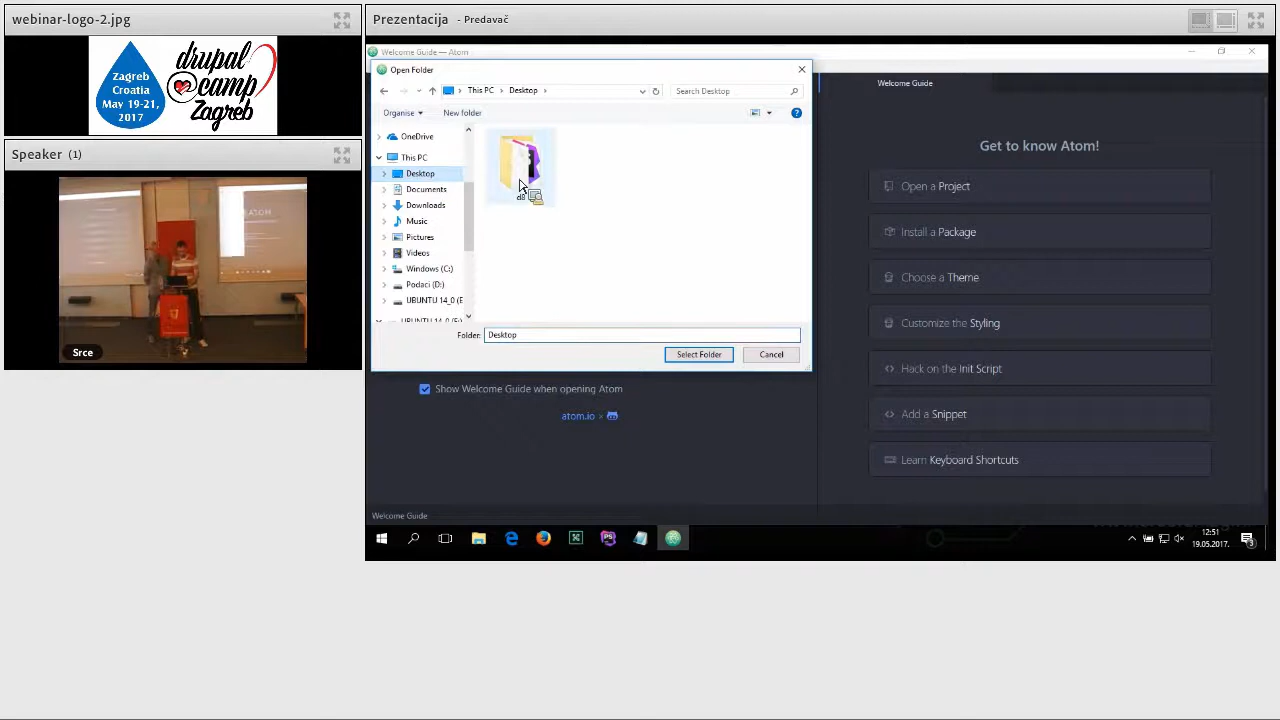 webinar-logo-2.jpg
Zagreb
Croatia
May 19-21,
2017
drupal
camp
Zagreb
Speaker (1)
ATOM
Srce
Prezentacija - Predavač
Welcome Guide — Atom
Open Folder
This PC > Desktop >
Search Desktop
Organise
New folder
OneDrive
This PC
Desktop
Documents
Downloads
Music
Pictures
Videos
Windows (C:)
Podaci (D:)
UBUNTU 14_0 (E
d8
Folder:
Desktop
Select Folder
Cancel
Show Welcome Guide when opening Atom
atom.io ×
Welcome Guide
Welcome Guide
Get to know Atom!
Open a Project
Install a Package
Choose a Theme
Customize the Styling
Hack on the Init Script
Add a Snippet
Learn Keyboard Shortcuts
PS
12:51
19.05.2017.
3